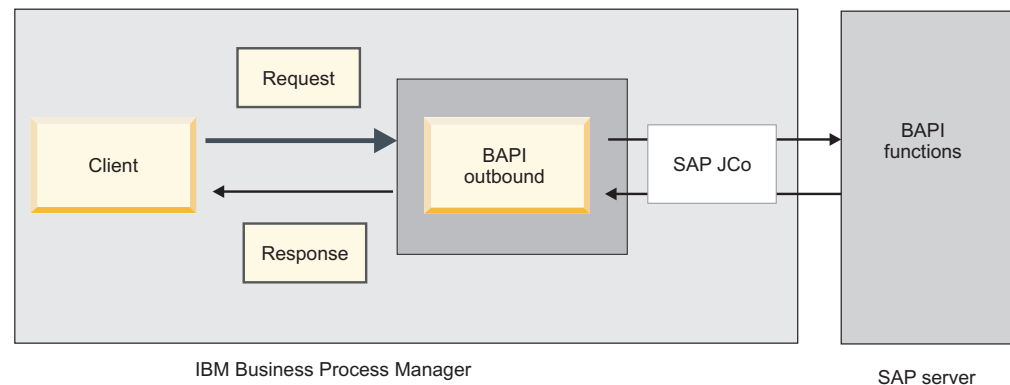 Request
Client
BAPI
outbound
SAP JCo
BAPI
functions
Response
IBM Business Process Manager
SAP server